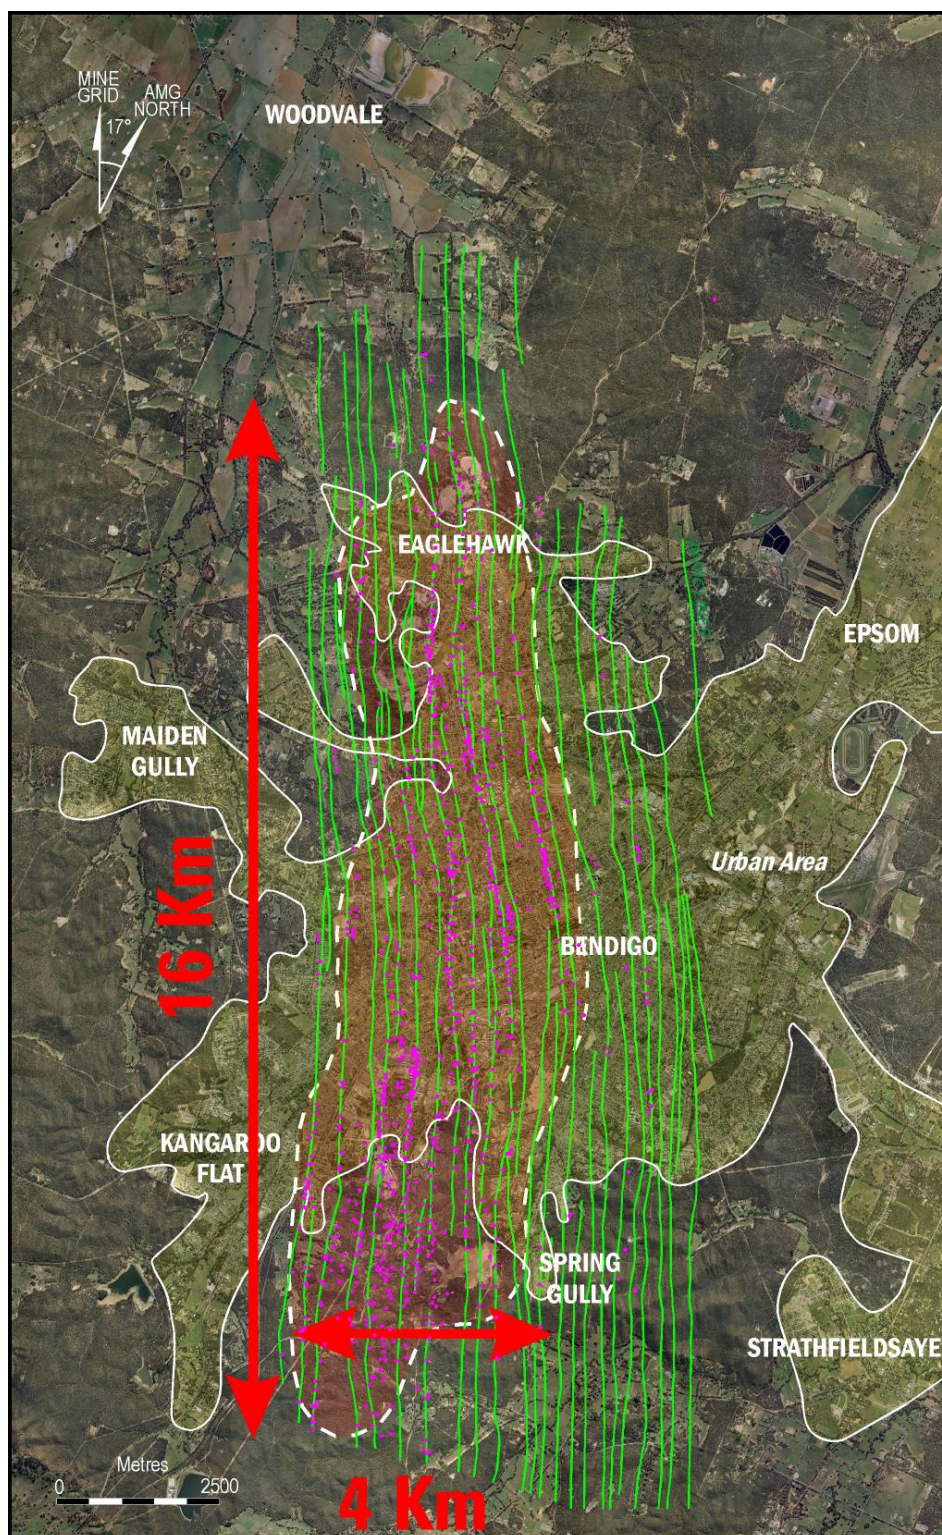 MINE
GRID
AMG
NORTH
17°
WOODVALE
EAGLEHAWK
EPSOM
MAIDEN
GULLY
Urban Area
16 Km
BENDIGO
KANGAROO
FLAT
SPRING
GULLY
STRATHFIELDSAYE
Metres
0 2500
4 Km